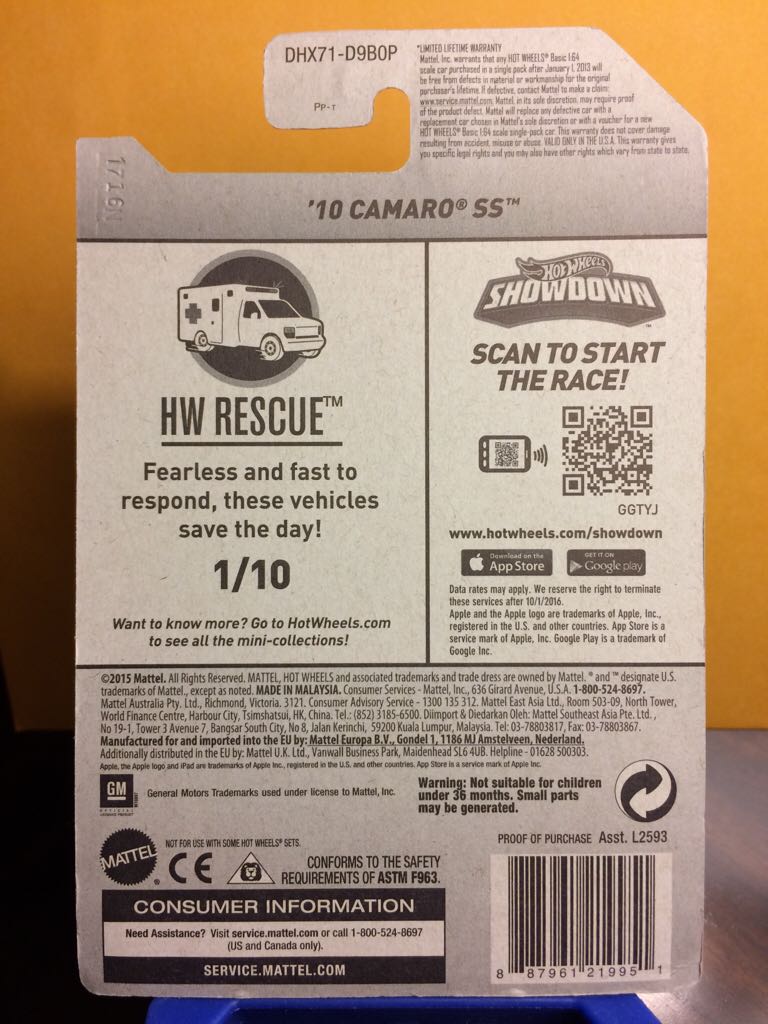 DHX71-D9B0P
PP-T
*LIMITED LIFETIME WARRANTY
Mattel, Inc. warrants that any HOT WHEELS® Basic 1:64
scale car purchased in a single pack after January 1, 2013 will
be free from defects in material or workmanship for the original
purchaser's lifetime. If defective, contact Mattel to make a claim:
www.service.mattel.com. Mattel, in its sole discretion, may require proof
of the product defect. Mattel will replace any defective car with a
replacement car chosen in Mattel's sole discretion or with a voucher for a new
HOT WHEELS® Basic 1:64 scale single-pack car. This warranty does not cover damage
resulting from accident, misuse or abuse. VALID ONLY IN THE U.S.A. This warranty gives
you specific legal rights and you may also have other rights which vary from state to state.
1716N
'10 CAMARO® SS™
HW RESCUE™
Fearless and fast to
respond, these vehicles
save the day!
1/10
Want to know more? Go to HotWheels.com
to see all the mini-collections!
HOT WHEELS
SHOWDOWN™
SCAN TO START
THE RACE!
GGTYJ
www.hotwheels.com/showdown
Download on the
App Store
GET IT ON
Google play
Data rates may apply. We reserve the right to terminate
these services after 10/1/2016.
Apple and the Apple logo are trademarks of Apple, Inc.,
registered in the U.S. and other countries. App Store is a
service mark of Apple, Inc. Google Play is a trademark of
Google Inc.
©2015 Mattel. All Rights Reserved. MATTEL, HOT WHEELS and associated trademarks and trade dress are owned by Mattel. ® and ™ designate U.S.
trademarks of Mattel., except as noted. MADE IN MALAYSIA. Consumer Services - Mattel, Inc., 636 Girard Avenue, U.S.A. 1-800-524-8697.
Mattel Australia Pty. Ltd., Richmond, Victoria. 3121. Consumer Advisory Service - 1300 135 312. Mattel East Asia Ltd., Room 503-09, North Tower,
World Finance Centre, Harbour City, Tsimshatsui, HK, China. Tel.: (852) 3185-6500. Diimport & Diedarkan Oleh: Mattel Southeast Asia Pte. Ltd.,
No 19-1, Tower 3 Avenue 7, Bangsar South City, No 8, Jalan Kerinchi, 59200 Kuala Lumpur, Malaysia. Tel: 03-78803817, Fax: 03-78803867.
Manufactured for and imported into the EU by: Mattel Europa B.V., Gondel 1, 1186 MJ Amstelveen, Nederland.
Additionally distributed in the EU by: Mattel U.K. Ltd., Vanwall Business Park, Maidenhead SL6 4UB. Helpline - 01628 500303.
Apple, the Apple logo and iPad are trademarks of Apple Inc., registered in the U.S. and other countries. App Store is a service mark of Apple Inc.
GM
OFFICIAL
LICENSED PRODUCT
General Motors Trademarks used under license to Mattel, Inc.
Warning: Not suitable for children
under 36 months. Small parts
may be generated.
PROOF OF PURCHASE Asst. L2593
MATTEL®
NOT FOR USE WITH SOME HOT WHEELS® SETS.
CE
CONFORMS TO THE SAFETY
REQUIREMENTS OF ASTM F963.
CONSUMER INFORMATION
Need Assistance? Visit service.mattel.com or call 1-800-524-8697
(US and Canada only).
SERVICE.MATTEL.COM
8 87961 21995 1